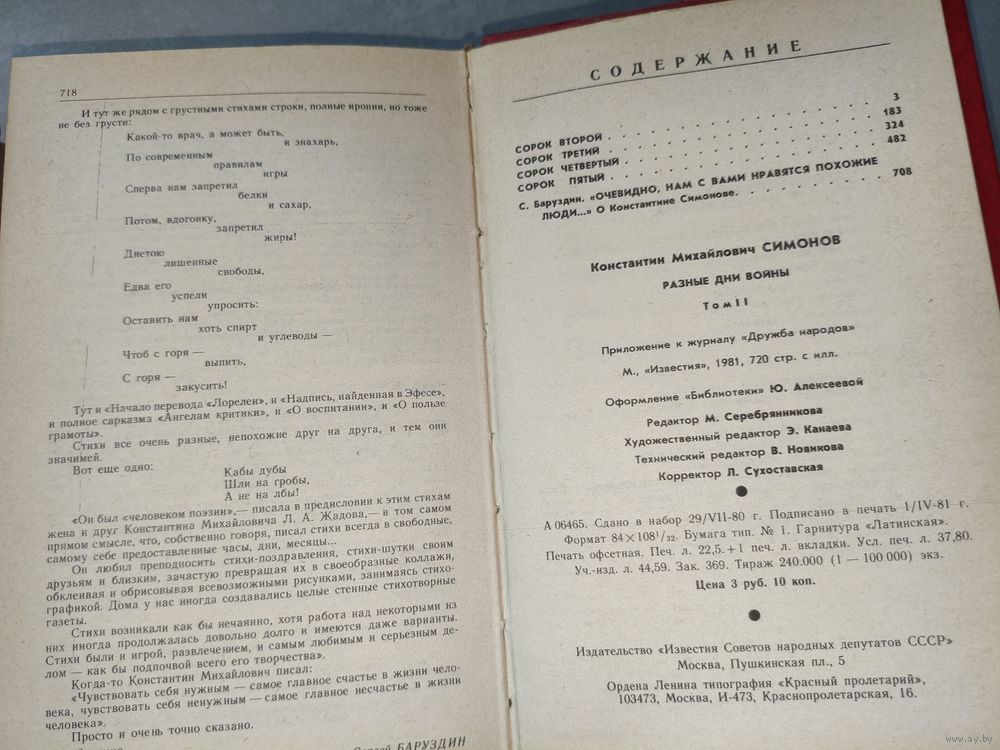 718
И тут же рядом с грустными стихами строки, полные иронии, но тоже
не без грусти:
Какой-то врач, а может быть,
и знахарь,
По современным
правилам
игры
Сперва нам запретил
белки
и сахар,
Потом, вдогонку,
запретил
жиры!
Диетою
лишенные
свободы,
Едва его
успели
упросить:
Оставить нам
хоть спирт
и углеводы —
Чтоб с горя —
выпить,
С горя —
закусить!
Тут и «Начало перевода «Лорелеи», и «Надпись, найденная в Эфесе»,
и полное сарказма «Ангелам критики», и «О воспитании», и «О пользе
грамоты».
Стихи все очень разные, непохожие друг на друга, и тем они
значимей.
Вот еще одно:
Кабы дубы
Шли на гробы,
А не на лбы!
«Он был «человеком поэзии»,— писала в предисловии к этим стихам
жена и друг Константина Михайловича Л. А. Жадова,— в том самом
прямом смысле, что, собственно говоря, писал стихи всегда в свободные,
самому себе предоставленные часы, дни, месяцы...
Он любил преподносить стихи-поздравления, стихи-шутки своим
друзьям и близким, зачастую превращая их в своеобразные коллажи,
обклеивая и обрисовывая всевозможными рисунками, занимаясь стихо-
графикой. Дома у нас иногда создавались целые стенные стихотворные
газеты.
Стихи возникали как бы нечаянно, хотя работа над некоторыми из
них иногда продолжалась довольно долго и имеются даже варианты.
Стихи были и игрой, развлечением, и самым любимым и серьезным де-
лом — как бы подпочвой всего его творчества».
Когда-то Константин Михайлович писал:
«Чувствовать себя нужным — самое главное счастье в жизни чело-
века, чувствовать себя ненужным — самое главное несчастье в жизни
человека».
Просто и очень точно сказано.
Сергей БАРУЗДИН
СОДЕРЖАНИЕ
СОРОК ВТОРОЙ . . . . . . . . . . . . 3
СОРОК ТРЕТИЙ . . . . . . . . . . . . 183
СОРОК ЧЕТВЕРТЫЙ . . . . . . . . . . . . 324
СОРОК ПЯТЫЙ . . . . . . . . . . . . 482
С. Баруздин. «ОЧЕВИДНО, НАМ С ВАМИ НРАВЯТСЯ ПОХОЖИЕ
ЛЮДИ...» О Константине Симонове. . . . . . . . . 708
Константин Михайлович СИМОНОВ
РАЗНЫЕ ДНИ ВОЙНЫ
Том II
Приложение к журналу «Дружба народов»
М., «Известия», 1981, 720 стр. с илл.
Оформление «Библиотеки» Ю. Алексеевой
Редактор М. Серебрянникова
Художественный редактор Э. Канаева
Технический редактор В. Новикова
Корректор Л. Сухоставская
А 06465. Сдано в набор 29/VII-80 г. Подписано в печать 1/IV-81 г.
Формат 84×108 1/32. Бумага тип. № 1. Гарнитура «Латинская».
Печать офсетная. Печ. л. 22,5.+1 печ. л. вкладки. Усл. печ. л. 37,80.
Уч.-изд. л. 44,59. Зак. 369. Тираж 240.000 (1 — 100 000) экз.
Цена 3 руб. 10 коп.
Издательство «Известия Советов народных депутатов СССР»
Москва, Пушкинская пл., 5
Ордена Ленина типография «Красный пролетарий»,
103473, Москва, И-473, Краснопролетарская, 16.
www.ay.by